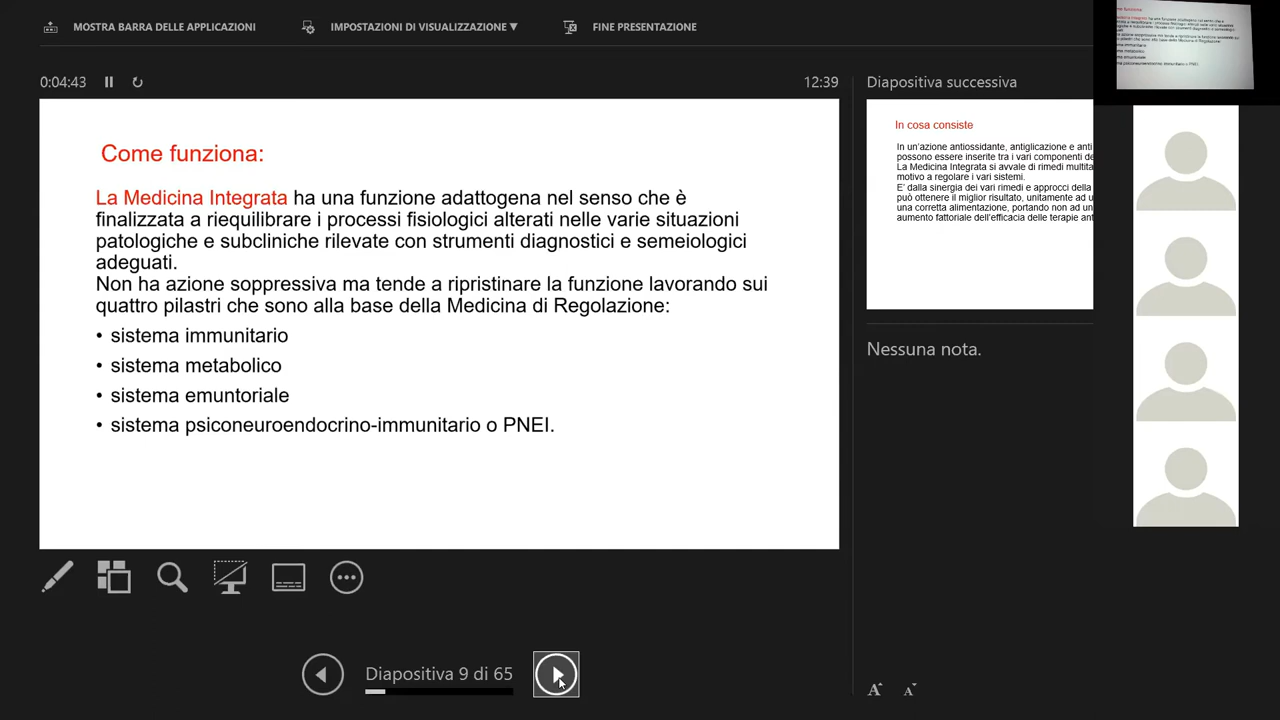 MOSTRA BARRA DELLE APPLICAZIONI
IMPOSTAZIONI DI VISUALIZZAZIONE ▼
FINE PRESENTAZIONE
0:04:43
12:39
Come funziona:
La Medicina Integrata ha una funzione adattogena nel senso che è
finalizzata a riequilibrare i processi fisiologici alterati nelle varie situazioni
patologiche e subcliniche rilevate con strumenti diagnostici e semeiologici
adeguati.
Non ha azione soppressiva ma tende a ripristinare la funzione lavorando sui
quattro pilastri che sono alla base della Medicina di Regolazione:
• sistema immunitario
• sistema metabolico
• sistema emuntoriale
• sistema psiconeuroendocrino-immunitario o PNEI.
Diapositiva successiva
In cosa consiste
In un'azione antiossidante, antiglicazione e anti
possono essere inserite tra i vari componenti de
La Medicina Integrata si avvale di rimedi multita
motivo a regolare i vari sistemi.
E' dalla sinergia dei vari rimedi e approcci della
può ottenere il miglior risultato, unitamente ad u
una corretta alimentazione, portando non ad un
aumento fattoriale dell'efficacia delle terapie ant
Nessuna nota.
Diapositiva 9 di 65
A A